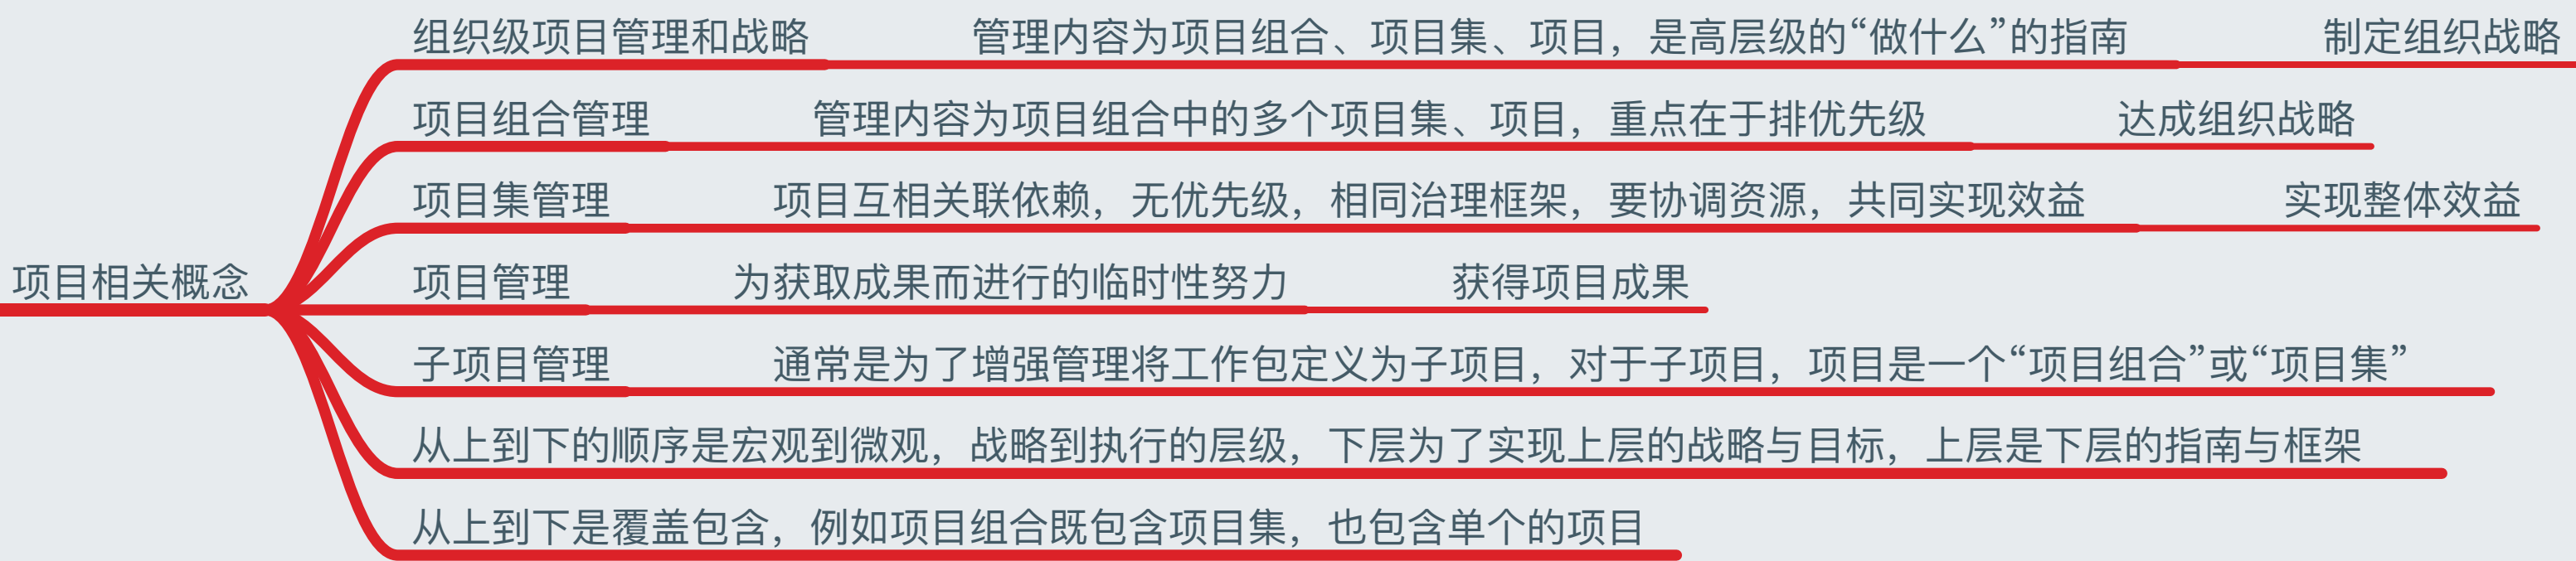 组织级项目管理和战略 管理内容为项目组合、项目集、项目，是高层级的“做什么”的指南 制定组织战略
项目组合管理 管理内容为项目组合中的多个项目集、项目，重点在于排优先级 达成组织战略
项目集管理 项目互相关联依赖，无优先级，相同治理框架，要协调资源，共同实现效益 实现整体效益
项目相关概念
项目管理 为获取成果而进行的临时性努力 获得项目成果
子项目管理 通常是为了增强管理将工作包定义为子项目，对于子项目，项目是一个“项目组合”或“项目集”
从上到下的顺序是宏观到微观，战略到执行的层级，下层为了实现上层的战略与目标，上层是下层的指南与框架
从上到下是覆盖包含，例如项目组合既包含项目集，也包含单个的项目